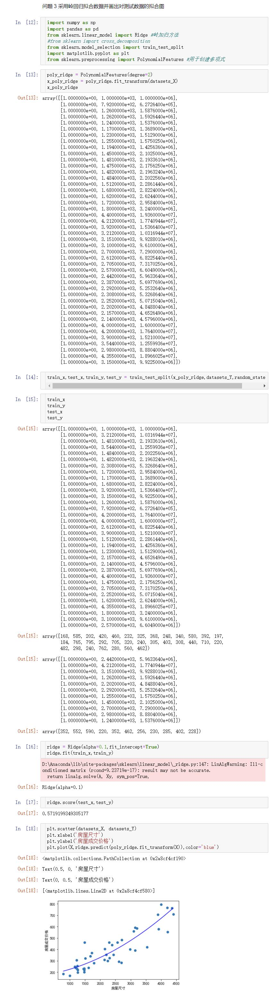 问题 3 采用岭回归拟合数据并画出对测试数据的拟合图
In [12]:
import numpy as np
import pandas as pd
from sklearn.linear_model import Ridge #岭加归方法
#from sklearn import cross_decomposition
from sklearn.model_selection import train_test_split
import matplotlib.pyplot as plt
from sklearn.preprocessing import PolynomialFeatures #用于创建多项式
In [13]:
poly_ridge = PolynomialFeatures(degree=2)
x_poly_ridge = poly_ridge.fit_transform(datasets_X)
x_poly_ridge
Out[13]:
array([[1.0000000e+00, 1.0000000e+03, 1.0000000e+06],
[1.0000000e+00, 7.9200000e+02, 6.2726400e+05],
[1.0000000e+00, 1.2600000e+03, 1.5876000e+06],
[1.0000000e+00, 1.2620000e+03, 1.5926440e+06],
[1.0000000e+00, 1.2400000e+03, 1.5376000e+06],
[1.0000000e+00, 1.1700000e+03, 1.3689000e+06],
[1.0000000e+00, 1.2300000e+03, 1.5129000e+06],
[1.0000000e+00, 1.2550000e+03, 1.5750250e+06],
[1.0000000e+00, 1.1940000e+03, 1.4256360e+06],
[1.0000000e+00, 1.4500000e+03, 2.1025000e+06],
[1.0000000e+00, 1.4810000e+03, 2.1933610e+06],
[1.0000000e+00, 1.4750000e+03, 2.1756250e+06],
[1.0000000e+00, 1.4820000e+03, 2.1963240e+06],
[1.0000000e+00, 1.4840000e+03, 2.2022560e+06],
[1.0000000e+00, 1.5120000e+03, 2.2861440e+06],
[1.0000000e+00, 1.6800000e+03, 2.8224000e+06],
[1.0000000e+00, 1.6200000e+03, 2.6244000e+06],
[1.0000000e+00, 1.7200000e+03, 2.9584000e+06],
[1.0000000e+00, 1.8000000e+03, 3.2400000e+06],
[1.0000000e+00, 4.4000000e+03, 1.9360000e+07],
[1.0000000e+00, 4.2120000e+03, 1.7740944e+07],
[1.0000000e+00, 3.9200000e+03, 1.5366400e+07],
[1.0000000e+00, 3.2120000e+03, 1.0316944e+07],
[1.0000000e+00, 3.1510000e+03, 9.9288010e+06],
[1.0000000e+00, 3.1000000e+03, 9.6100000e+06],
[1.0000000e+00, 2.7000000e+03, 7.2900000e+06],
[1.0000000e+00, 2.6120000e+03, 6.8225440e+06],
[1.0000000e+00, 2.7050000e+03, 7.3170250e+06],
[1.0000000e+00, 2.5700000e+03, 6.6049000e+06],
[1.0000000e+00, 2.4420000e+03, 5.9633640e+06],
[1.0000000e+00, 2.3870000e+03, 5.6977690e+06],
[1.0000000e+00, 2.2920000e+03, 5.2532640e+06],
[1.0000000e+00, 2.3080000e+03, 5.3268640e+06],
[1.0000000e+00, 2.2520000e+03, 5.0715040e+06],
[1.0000000e+00, 2.2020000e+03, 4.8488040e+06],
[1.0000000e+00, 2.1570000e+03, 4.6526490e+06],
[1.0000000e+00, 2.1400000e+03, 4.5796000e+06],
[1.0000000e+00, 4.0000000e+03, 1.6000000e+07],
[1.0000000e+00, 4.2000000e+03, 1.7640000e+07],
[1.0000000e+00, 3.9000000e+03, 1.5210000e+07],
[1.0000000e+00, 3.5440000e+03, 1.2559936e+07],
[1.0000000e+00, 2.9800000e+03, 8.8804000e+06],
[1.0000000e+00, 4.3550000e+03, 1.8966025e+07],
[1.0000000e+00, 3.1500000e+03, 9.9225000e+06]])
In [14]:
train_x,test_x,train_y,test_y = train_test_split(x_poly_ridge,datasets_Y,random_state
In [15]:
train_x
train_y
test_x
test_y
Out[15]:
array([[1.0000000e+00, 1.0000000e+03, 1.0000000e+06],
[1.0000000e+00, 3.2120000e+03, 1.0316944e+07],
[1.0000000e+00, 1.4810000e+03, 2.1933610e+06],
[1.0000000e+00, 3.5440000e+03, 1.2559936e+07],
[1.0000000e+00, 1.4840000e+03, 2.2022560e+06],
[1.0000000e+00, 1.4820000e+03, 2.1963240e+06],
[1.0000000e+00, 2.3080000e+03, 5.3268640e+06],
[1.0000000e+00, 1.7200000e+03, 2.9584000e+06],
[1.0000000e+00, 1.1700000e+03, 1.3689000e+06],
[1.0000000e+00, 1.6800000e+03, 2.8224000e+06],
[1.0000000e+00, 3.9200000e+03, 1.5366400e+07],
[1.0000000e+00, 3.1500000e+03, 9.9225000e+06],
[1.0000000e+00, 1.2600000e+03, 1.5876000e+06],
[1.0000000e+00, 7.9200000e+02, 6.2726400e+05],
[1.0000000e+00, 4.2000000e+03, 1.7640000e+07],
[1.0000000e+00, 4.0000000e+03, 1.6000000e+07],
[1.0000000e+00, 2.6120000e+03, 6.8225440e+06],
[1.0000000e+00, 3.9000000e+03, 1.5210000e+07],
[1.0000000e+00, 1.5120000e+03, 2.2861440e+06],
[1.0000000e+00, 1.1940000e+03, 1.4256360e+06],
[1.0000000e+00, 1.2300000e+03, 1.5129000e+06],
[1.0000000e+00, 2.1570000e+03, 4.6526490e+06],
[1.0000000e+00, 2.1400000e+03, 4.5796000e+06],
[1.0000000e+00, 2.3870000e+03, 5.6977690e+06],
[1.0000000e+00, 4.4000000e+03, 1.9360000e+07],
[1.0000000e+00, 1.4750000e+03, 2.1756250e+06],
[1.0000000e+00, 2.7050000e+03, 7.3170250e+06],
[1.0000000e+00, 2.2520000e+03, 5.0715040e+06],
[1.0000000e+00, 1.6200000e+03, 2.6244000e+06],
[1.0000000e+00, 4.3550000e+03, 1.8966025e+07],
[1.0000000e+00, 1.8000000e+03, 3.2400000e+06],
[1.0000000e+00, 3.1000000e+03, 9.6100000e+06],
[1.0000000e+00, 2.5700000e+03, 6.6049000e+06]])
Out[15]:
array([168, 585, 202, 420, 460, 232, 325, 368, 248, 340, 580, 392, 197,
184, 765, 795, 292, 705, 320, 240, 305, 403, 308, 440, 710, 220,
482, 298, 240, 762, 280, 560, 462])
Out[15]:
array([[1.0000000e+00, 2.4420000e+03, 5.9633640e+06],
[1.0000000e+00, 4.2120000e+03, 1.7740944e+07],
[1.0000000e+00, 3.1510000e+03, 9.9288010e+06],
[1.0000000e+00, 1.2620000e+03, 1.5926440e+06],
[1.0000000e+00, 2.2020000e+03, 4.8488040e+06],
[1.0000000e+00, 2.2920000e+03, 5.2532640e+06],
[1.0000000e+00, 1.2550000e+03, 1.5750250e+06],
[1.0000000e+00, 1.4500000e+03, 2.1025000e+06],
[1.0000000e+00, 2.7000000e+03, 7.2900000e+06],
[1.0000000e+00, 2.9800000e+03, 8.8804000e+06],
[1.0000000e+00, 1.2400000e+03, 1.5376000e+06]])
Out[15]:
array([352, 552, 590, 220, 352, 462, 256, 230, 285, 402, 228])
In [16]:
ridge = Ridge(alpha=0.1,fit_intercept=True)
ridge.fit(train_x,train_y)
D:\Anaconda\lib\site-packages\sklearn\linear_model\_ridge.py:147: LinAlgWarning: Ill-c
onditioned matrix (rcond=9.23719e-17): result may not be accurate.
return linalg.solve(A, Xy, sym_pos=True,
Out[16]:
Ridge(alpha=0.1)
In [17]:
ridge.score(test_x,test_y)
Out[17]:
0.5719199349305177
In [18]:
plt.scatter(datasets_X, datasets_Y)
plt.xlabel('房屋尺寸')
plt.ylabel('房屋成交价格')
plt.plot(X,ridge.predict(poly_ridge.fit_transform(X)),color='blue')
Out[18]:
<matplotlib.collections.PathCollection at 0x2a8cf4cf190>
Out[18]:
Text(0.5, 0, '房屋尺寸')
Out[18]:
Text(0, 0.5, '房屋成交价格')
Out[18]:
[<matplotlib.lines.Line2D at 0x2a8cf4cf580>]
800
700
600
500
400
300
200
房屋成交价格
1000 1500 2000 2500 3000 3500 4000 4500
房屋尺寸